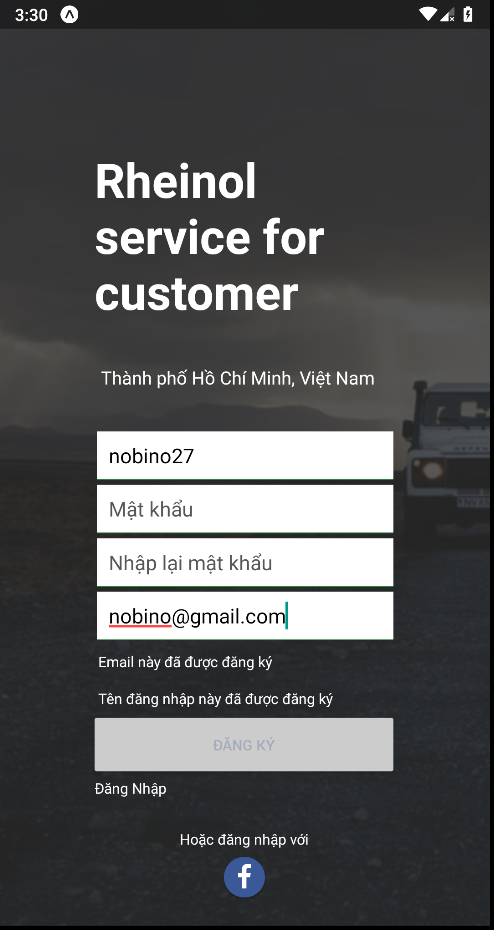 3:30
Rheinol
service for
customer
Thành phố Hồ Chí Minh, Việt Nam
nobino27
Mật khẩu
Nhập lại mật khẩu
nobino@gmail.com
Email này đã được đăng ký
Tên đăng nhập này đã được đăng ký
ĐĂNG KÝ
Đăng Nhập
Hoặc đăng nhập với